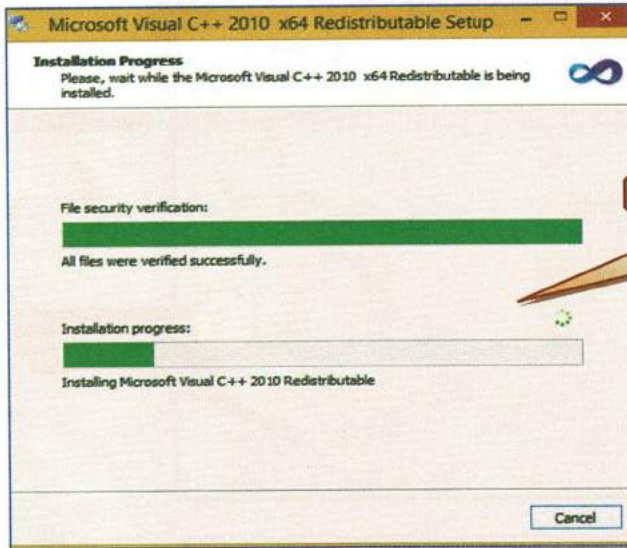 Microsoft Visual C++ 2010 x64 Redistributable Setup
Installation Progress
Please, wait while the Microsoft Visual C++ 2010 x64 Redistributable is being
installed.
File security verification:
All files were verified successfully.
Installation progress:
Installing Microsoft Visual C++ 2010 Redistributable
Cancel